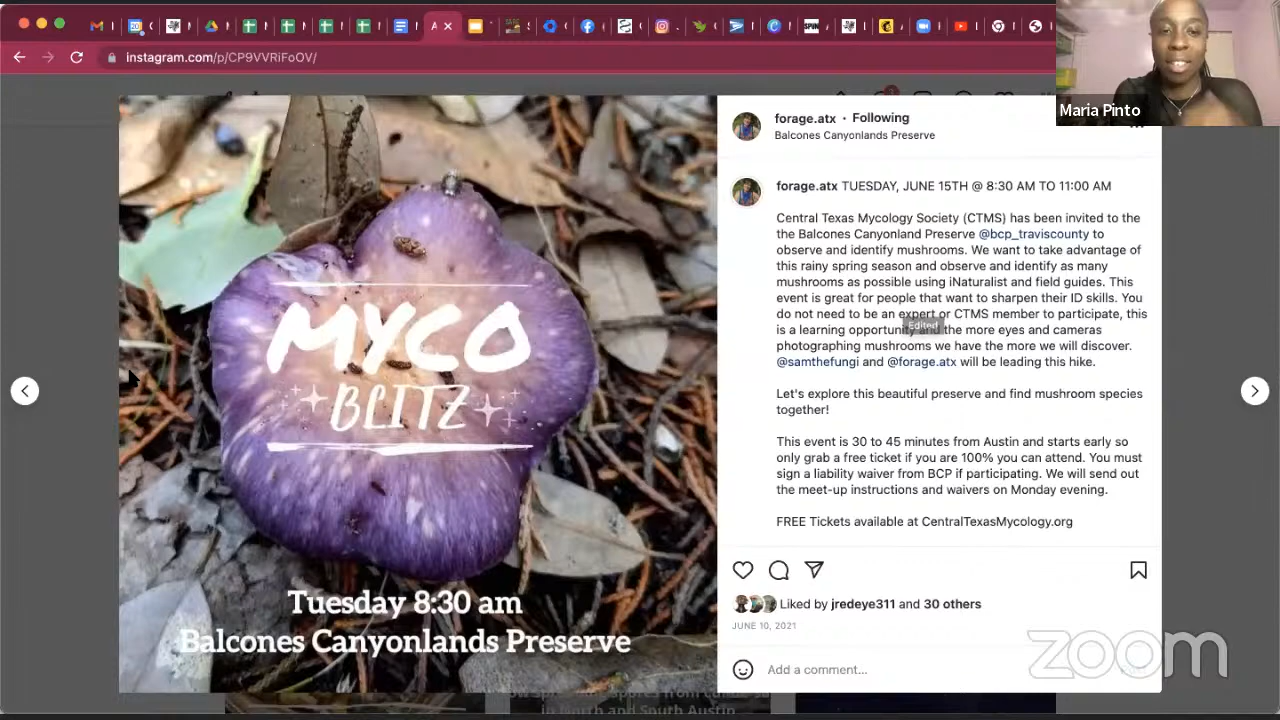 instagram.com/p/CP9VVRiFoOV/
Maria Pinto
MYCO
BLITZ
Tuesday 8:30 am
Balcones Canyonlands Preserve
forage.atx • Following
Balcones Canyonlands Preserve
forage.atx TUESDAY, JUNE 15TH @ 8:30 AM TO 11:00 AM
Central Texas Mycology Society (CTMS) has been invited to the
the Balcones Canyonland Preserve @bcp_traviscounty to
observe and identify mushrooms. We want to take advantage of
this rainy spring season and observe and identify as many
mushrooms as possible using iNaturalist and field guides. This
event is great for people that want to sharpen their ID skills. You
do not need to be an expert or CTMS member to participate, this
is a learning opportunity and the more eyes and cameras
photographing mushrooms we have the more we will discover.
@samthefungi and @forage.atx will be leading this hike.
Edited
Let's explore this beautiful preserve and find mushroom species
together!
This event is 30 to 45 minutes from Austin and starts early so
only grab a free ticket if you are 100% you can attend. You must
sign a liability waiver from BCP if participating. We will send out
the meet-up instructions and waivers on Monday evening.
FREE Tickets available at CentralTexasMycology.org
Liked by jredeye311 and 30 others
JUNE 10, 2021
Add a comment...
zoom
in North and South Austin